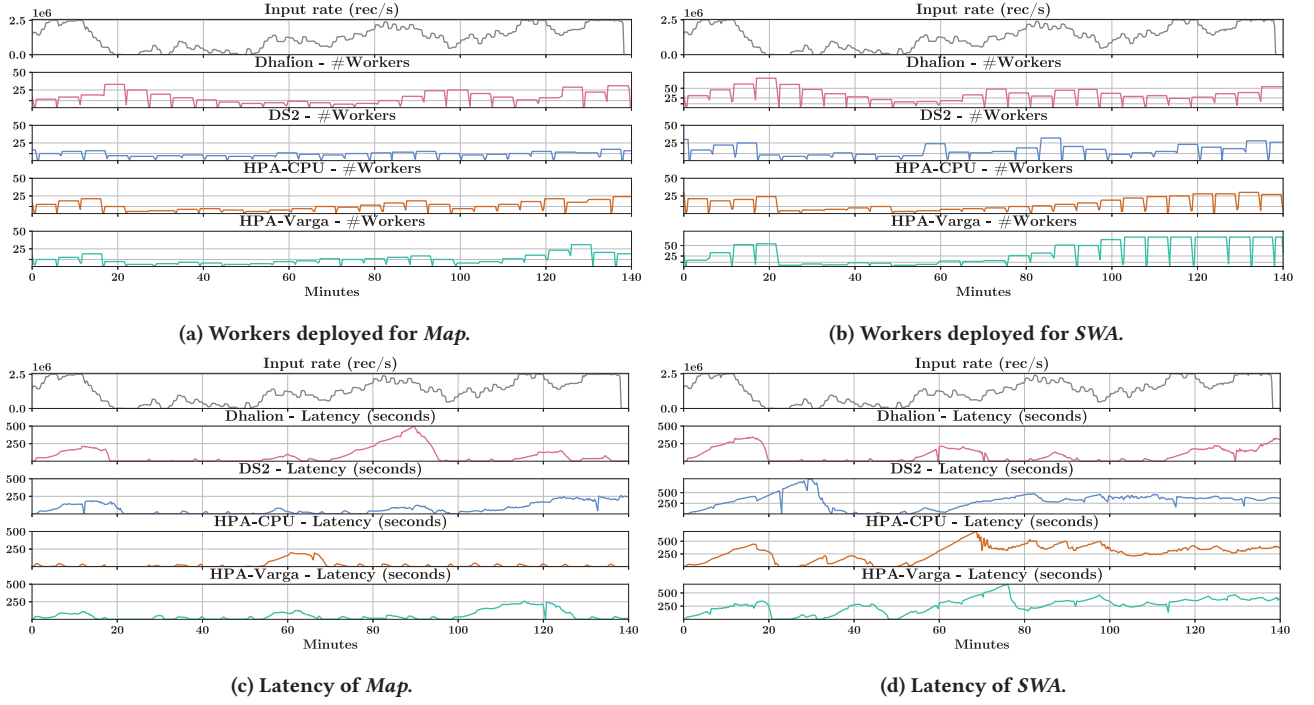 Input rate (rec/s)
1e6
2.5
0.0
Dhalion - #Workers
50
25
DS2 - #Workers
50
25
HPA-CPU - #Workers
50
25
HPA-Varga - #Workers
50
25
0 20 40 60 80 100 120 140
Minutes
(a) Workers deployed for Map.
Input rate (rec/s)
1e6
2.5
0.0
Dhalion - #Workers
50
25
DS2 - #Workers
50
25
HPA-CPU - #Workers
50
25
HPA-Varga - #Workers
50
25
0 20 40 60 80 100 120 140
Minutes
(b) Workers deployed for SWA.
Input rate (rec/s)
1e6
2.5
0.0
Dhalion - Latency (seconds)
500
250
DS2 - Latency (seconds)
500
250
HPA-CPU - Latency (seconds)
500
250
HPA-Varga - Latency (seconds)
500
250
0 20 40 60 80 100 120 140
Minutes
(c) Latency of Map.
Input rate (rec/s)
1e6
2.5
0.0
Dhalion - Latency (seconds)
500
250
DS2 - Latency (seconds)
500
250
HPA-CPU - Latency (seconds)
500
250
HPA-Varga - Latency (seconds)
500
250
0 20 40 60 80 100 120 140
Minutes
(d) Latency of SWA.